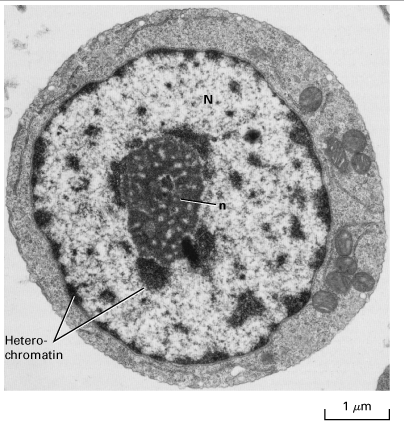 N
n
Hetero-
chromatin
1 μm